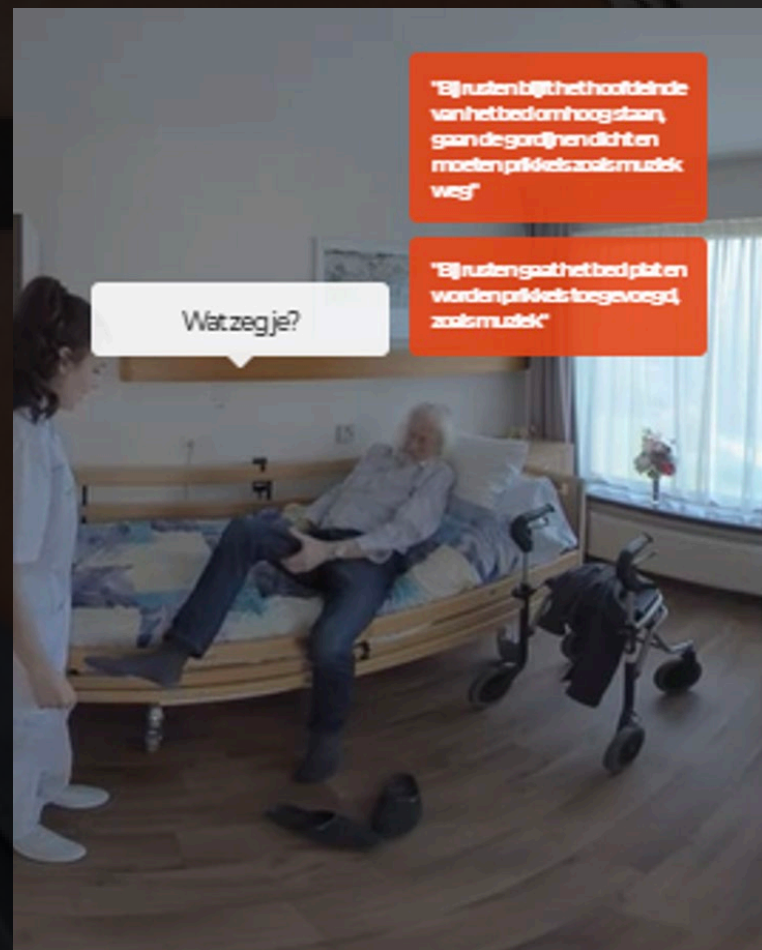 Wat zeg je?
"Bij rusten blijft het hoofdeinde
van het bed omhoog staan,
gaan de gordijnen dicht en
moeten prikkels zoals muziek
weg!"
"Bij rusten gaat het bed plat en
worden prikkels toegevoegd,
zoals muziek"